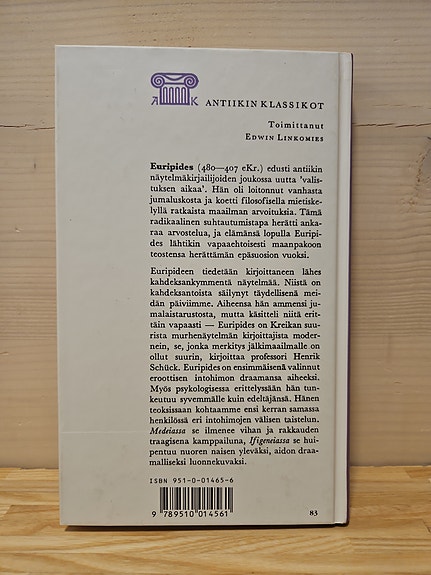 A K
ANTIIKIN KLASSIKOT
Toimittanut
EDWIN LINKOMIES
Euripides (480—407 eKr.) edusti antiikin
näytelmäkirjailijoiden joukossa uutta 'valis-
tuksen aikaa'. Hän oli loitonnut vanhasta
jumaluskosta ja koetti filosofisella mietiske-
lyllä ratkaista maailman arvoituksia. Tämä
radikaalinen suhtautumistapa herätti ank-
araa arvostelua, ja elämänsä lopulla Euripi-
des lähtikin vapaaehtoisesti maanpakoon
teostensa herättämän epäsuosion vuoksi.
Euripideen tiedetään kirjoittaneen lähes
kahdeksankymmentä näytelmää. Niistä on
kahdeksantoista säilynyt täydellisenä mei-
dän päiviimme. Aiheensa hän ammensi ju-
malaistarustosta, mutta käsitteli niitä erit-
täin vapaasti — Euripides on Kreikan suu-
rista murhenäytelmän kirjoittajista modernein,
se, jonka merkitys jälkimaailmalle on
ollut suurin, kirjoittaa professori Henrik
Schück. Euripides on ensimmäisenä valinnut
eroottisen intohimon draamansa aiheeksi.
Myös psykologisessa erittelyssään hän tun-
keutuu syvemmälle kuin edeltäjänsä. Hänen
teoksissaan kohtaamme ensi kerran samassa
henkilössä eri intohimojen välisen taistelun.
Medeiassa se ilmenee vihan ja rakkauden
traagisena kamppailuna, Ifigeneiassa se hui-
pentuu nuoren naisen yleväksi, aidon draa-
malliseksi luonnekuvaksi.
ISBN 951-0-01465-6
9 789510 014561
83